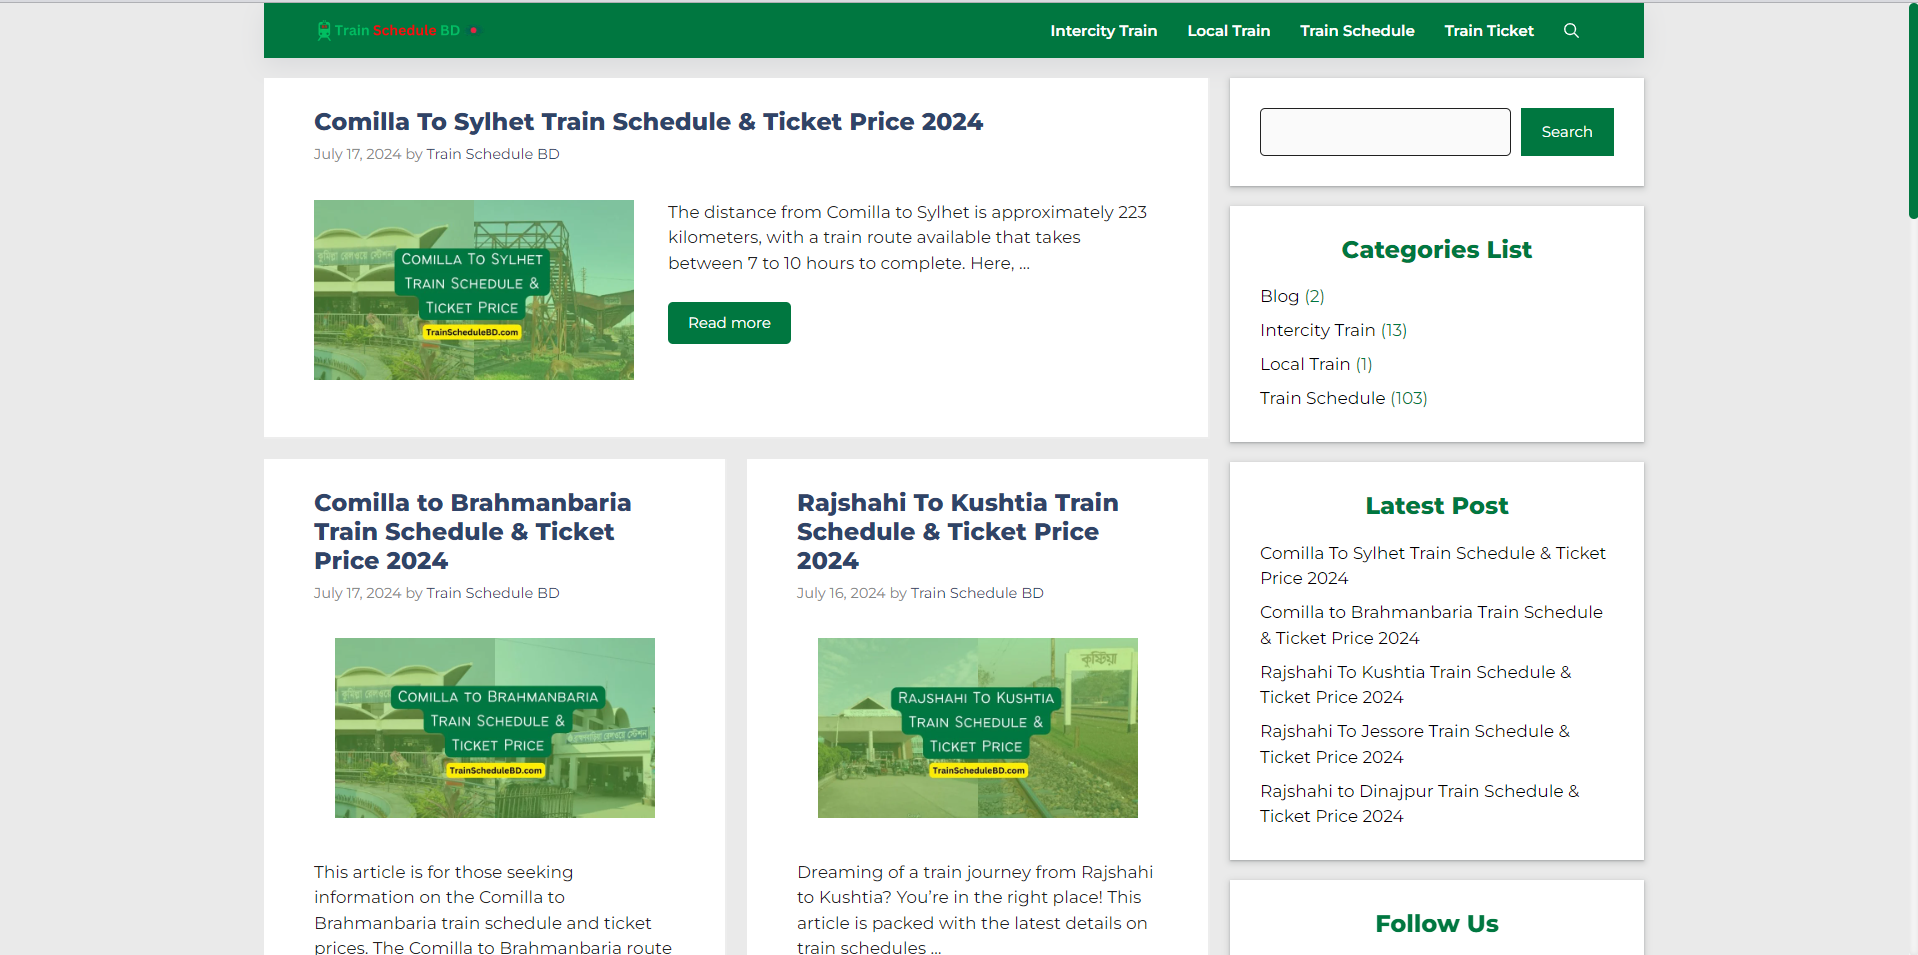 Train Schedule BD
Intercity Train
Local Train
Train Schedule
Train Ticket
Comilla To Sylhet Train Schedule & Ticket Price 2024
July 17, 2024 by Train Schedule BD
কুমিল্লা রেলওয়ে স্টেশন
COMILLA TO SYLHET
TRAIN SCHEDULE &
TICKET PRICE
TrainScheduleBD.com
The distance from Comilla to Sylhet is approximately 223
kilometers, with a train route available that takes
between 7 to 10 hours to complete. Here, ...
Read more
Comilla to Brahmanbaria
Train Schedule & Ticket
Price 2024
July 17, 2024 by Train Schedule BD
COMILLA TO BRAHMANBARIA
TRAIN SCHEDULE &
TICKET PRICE
TrainScheduleBD.com
This article is for those seeking
information on the Comilla to
Brahmanbaria train schedule and ticket
prices. The Comilla to Brahmanbaria route
Rajshahi To Kushtia Train
Schedule & Ticket Price
2024
July 16, 2024 by Train Schedule BD
কুষ্টিয়া
RAJSHAHI TO KUSHTIA
TRAIN SCHEDULE &
TICKET PRICE
TrainScheduleBD.com
Dreaming of a train journey from Rajshahi
to Kushtia? You’re in the right place! This
article is packed with the latest details on
train schedules ...
Search
Categories List
Blog (2)
Intercity Train (13)
Local Train (1)
Train Schedule (103)
Latest Post
Comilla To Sylhet Train Schedule & Ticket
Price 2024
Comilla to Brahmanbaria Train Schedule
& Ticket Price 2024
Rajshahi To Kushtia Train Schedule &
Ticket Price 2024
Rajshahi To Jessore Train Schedule &
Ticket Price 2024
Rajshahi to Dinajpur Train Schedule &
Ticket Price 2024
Follow Us